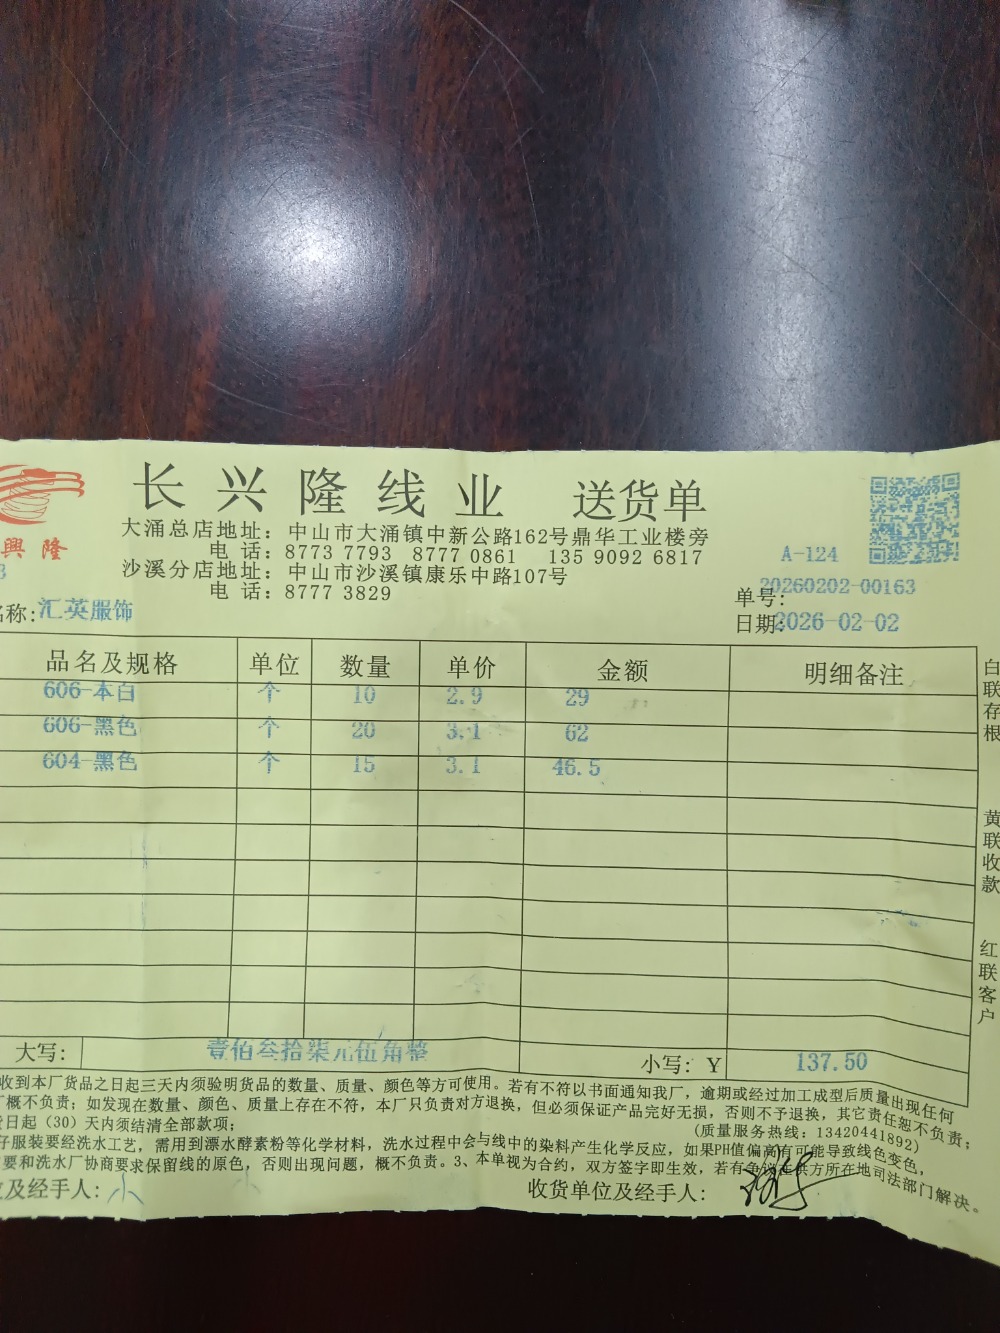 長 兴 隆 线 业 送货单
興 隆
大涌总店地址：中山市大涌镇中新公路162号鼎华工业楼旁
电 话：8773 7793 8777 0861 135 9092 6817
A-124
沙溪分店地址：中山市沙溪镇康乐中路107号
电 话：8777 3829
单号：20260202-00163
称：汇英服饰
日期：2026-02-02
品名及规格 单位 数量 单价 金额 明细备注
606-本白 个 10 2.9 29
606-黑色 个 20 3.1 62
604-黑色 个 15 3.1 46.5
白联存根
黄联收款
红联客户
大写：壹佰叁拾柒元伍角整 小写：Y 137.50
收到本厂货品之日起三天内须验明货品的数量、质量、颜色等方可使用。若有不符以书面通知我厂，逾期或经过加工成型后质量出现任何
概不负责；如发现在数量、颜色、质量上存在不符，本厂只负责对方退换，但必须保证产品完好无损，否则不予退换，其它责任恕不负责；
日起（30）天内须结清全部款项；
(质量服务热线：13420441892)
服装要经洗水工艺，需用到漂水酵素粉等化学材料，洗水过程中会与线中的染料产生化学反应，如果PH值偏高有可能导致线色变色，
要和洗水厂协商要求保留线的原色，否则出现问题，概不负责。3、本单视为合约，双方签字即生效，若有争议在供方所在地司法部门解决。
及经手人：小 收货单位及经手人：